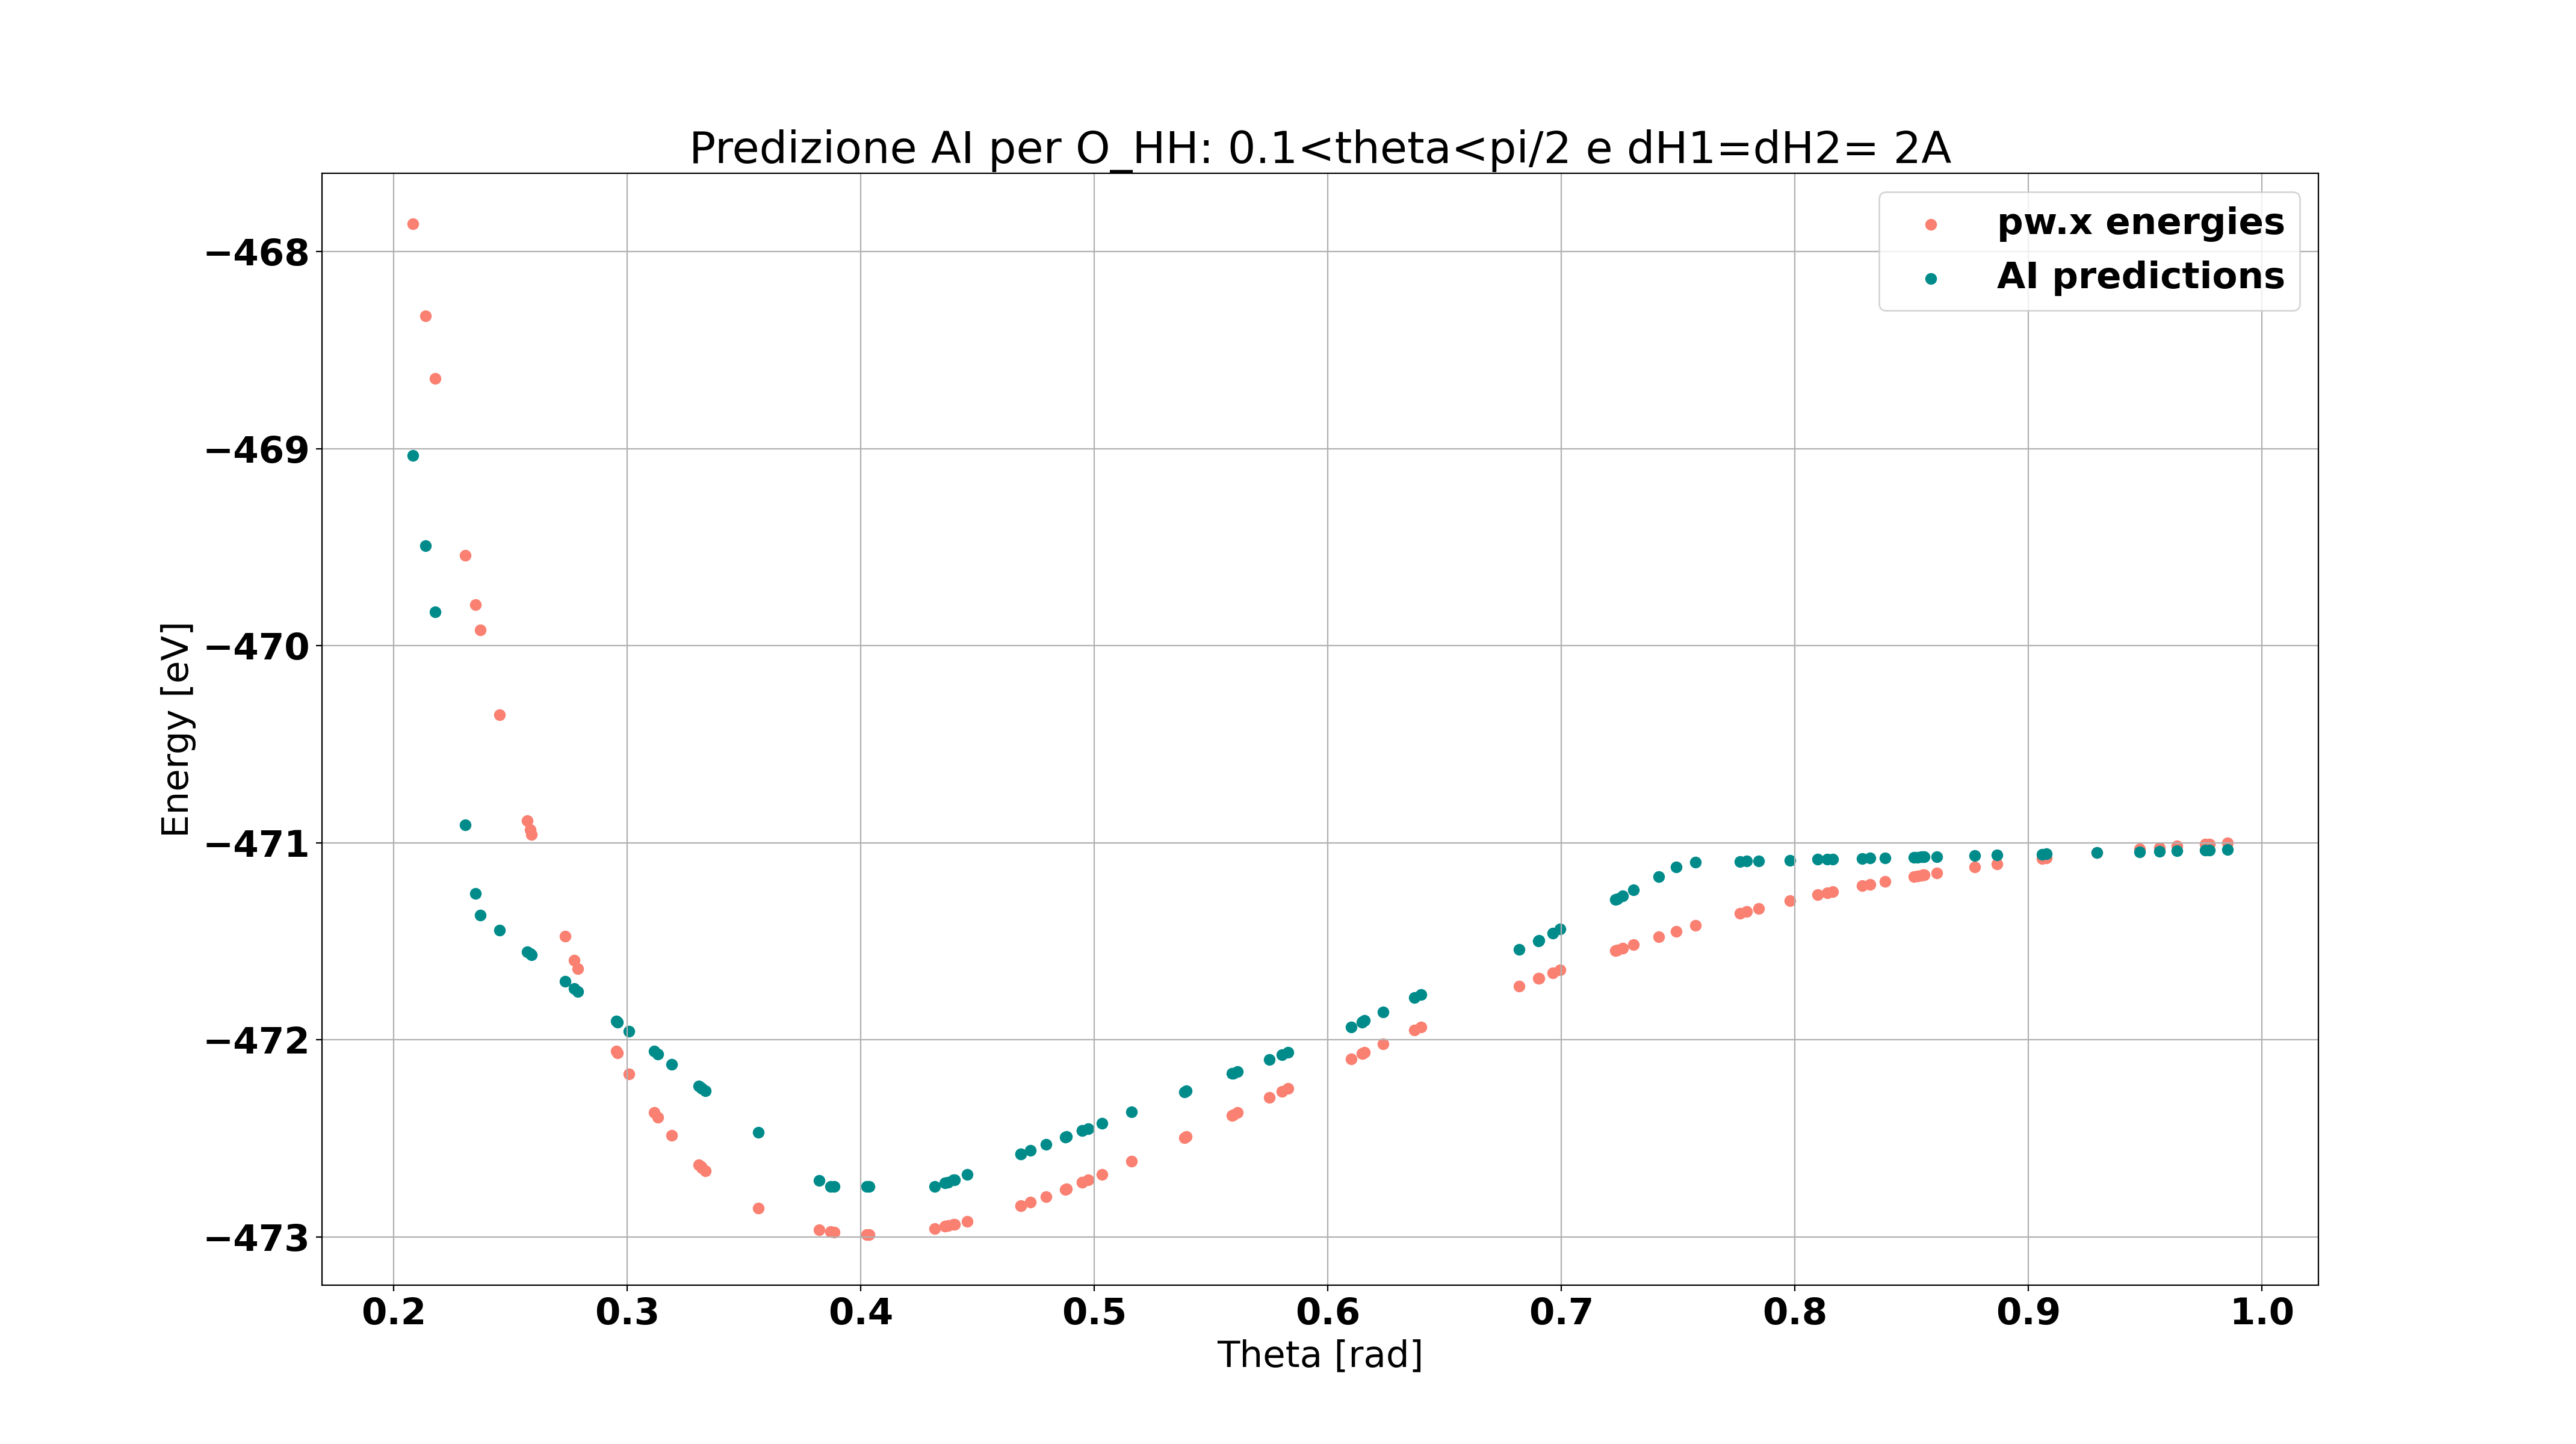 Predizione AI per O_HH: 0.1<theta<pi/2 e dH1=dH2= 2A
pw.x energies
AI predictions
−468
−469
−470
−471
−472
−473
Energy [eV]
0.2 0.3 0.4 0.5 0.6 0.7 0.8 0.9 1.0
Theta [rad]